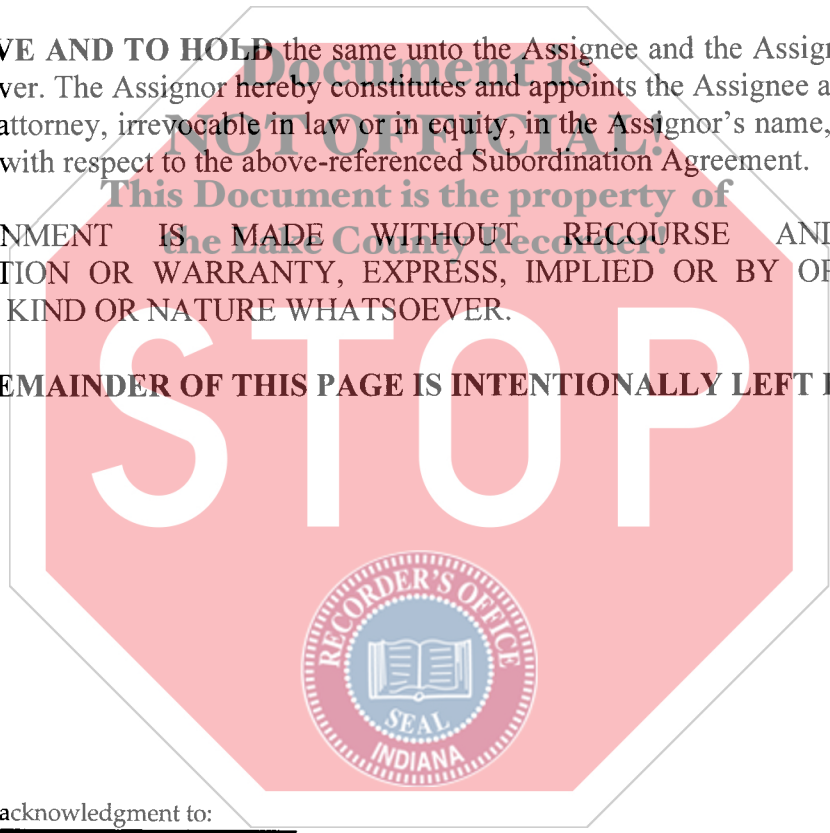 VE AND TO HOLD the same unto the Assignee and the Assig
ver. The Assignor hereby constitutes and appoints the Assignee a
attorney, irrevocable in law or in equity, in the Assignor's name,
with respect to the above-referenced Subordination Agreement.
Document is
NOT OFFICIAL!
This Document is the property of
the Lake County Recorder!
NMENT IS MADE WITHOUT RECOURSE AND
TION OR WARRANTY, EXPRESS, IMPLIED OR BY OF
KIND OR NATURE WHATSOEVER.
EMAINDER OF THIS PAGE IS INTENTIONALLY LEFT
STOP
RECORDER'S OFFICE
SEAL
INDIANA
acknowledgment to: